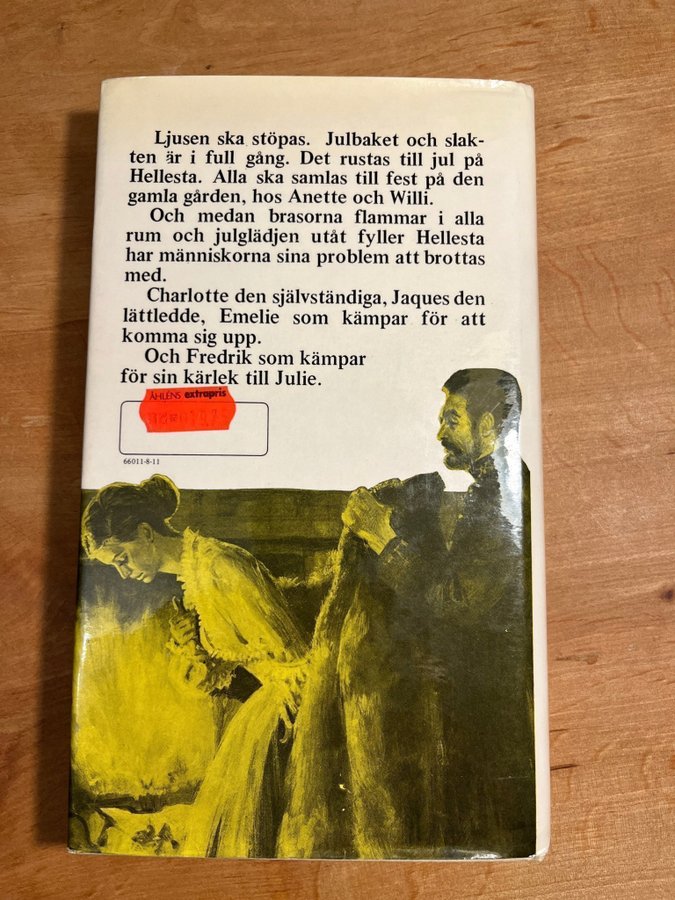 Ljusen ska stöpas. Julbaket och slak-
ten är i full gång. Det rustas till jul på
Hellesta. Alla ska samlas till fest på den
gamla gården, hos Anette och Willi.
Och medan brasorna flammar i alla
rum och julglädjen utåt fyller Hellesta
har människorna sina problem att brottas
med.
Charlotte den självständiga, Jaques den
lättledde, Emelie som kämpar för att
komma sig upp.
Och Fredrik som kämpar
för sin kärlek till Julie.
ÅHLÉNS extrapris
66011-8-11